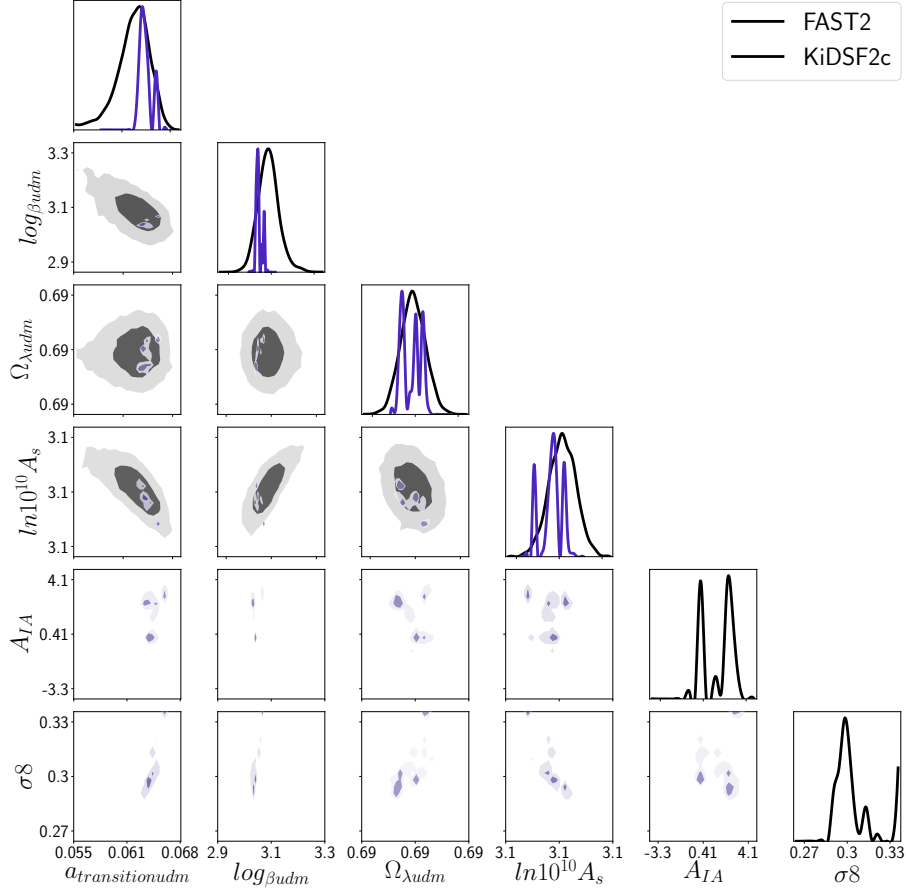 FAST2
KiDSF2c
3.3
3.1
2.9
log_{βudm}
0.69
0.69
0.69
Ω_{λudm}
3.1
3.1
3.1
ln10^{10}A_s
4.1
0.41
-3.3
A_{IA}
0.33
0.3
0.27
σ8
0.055 0.061 0.068 2.9 3.1 3.3 0.69 0.69 0.69 3.1 3.1 3.1 -3.3 0.41 4.1 0.27 0.3 0.33
a_{transitionudm} log_{βudm} Ω_{λudm} ln10^{10}A_s A_{IA} σ8